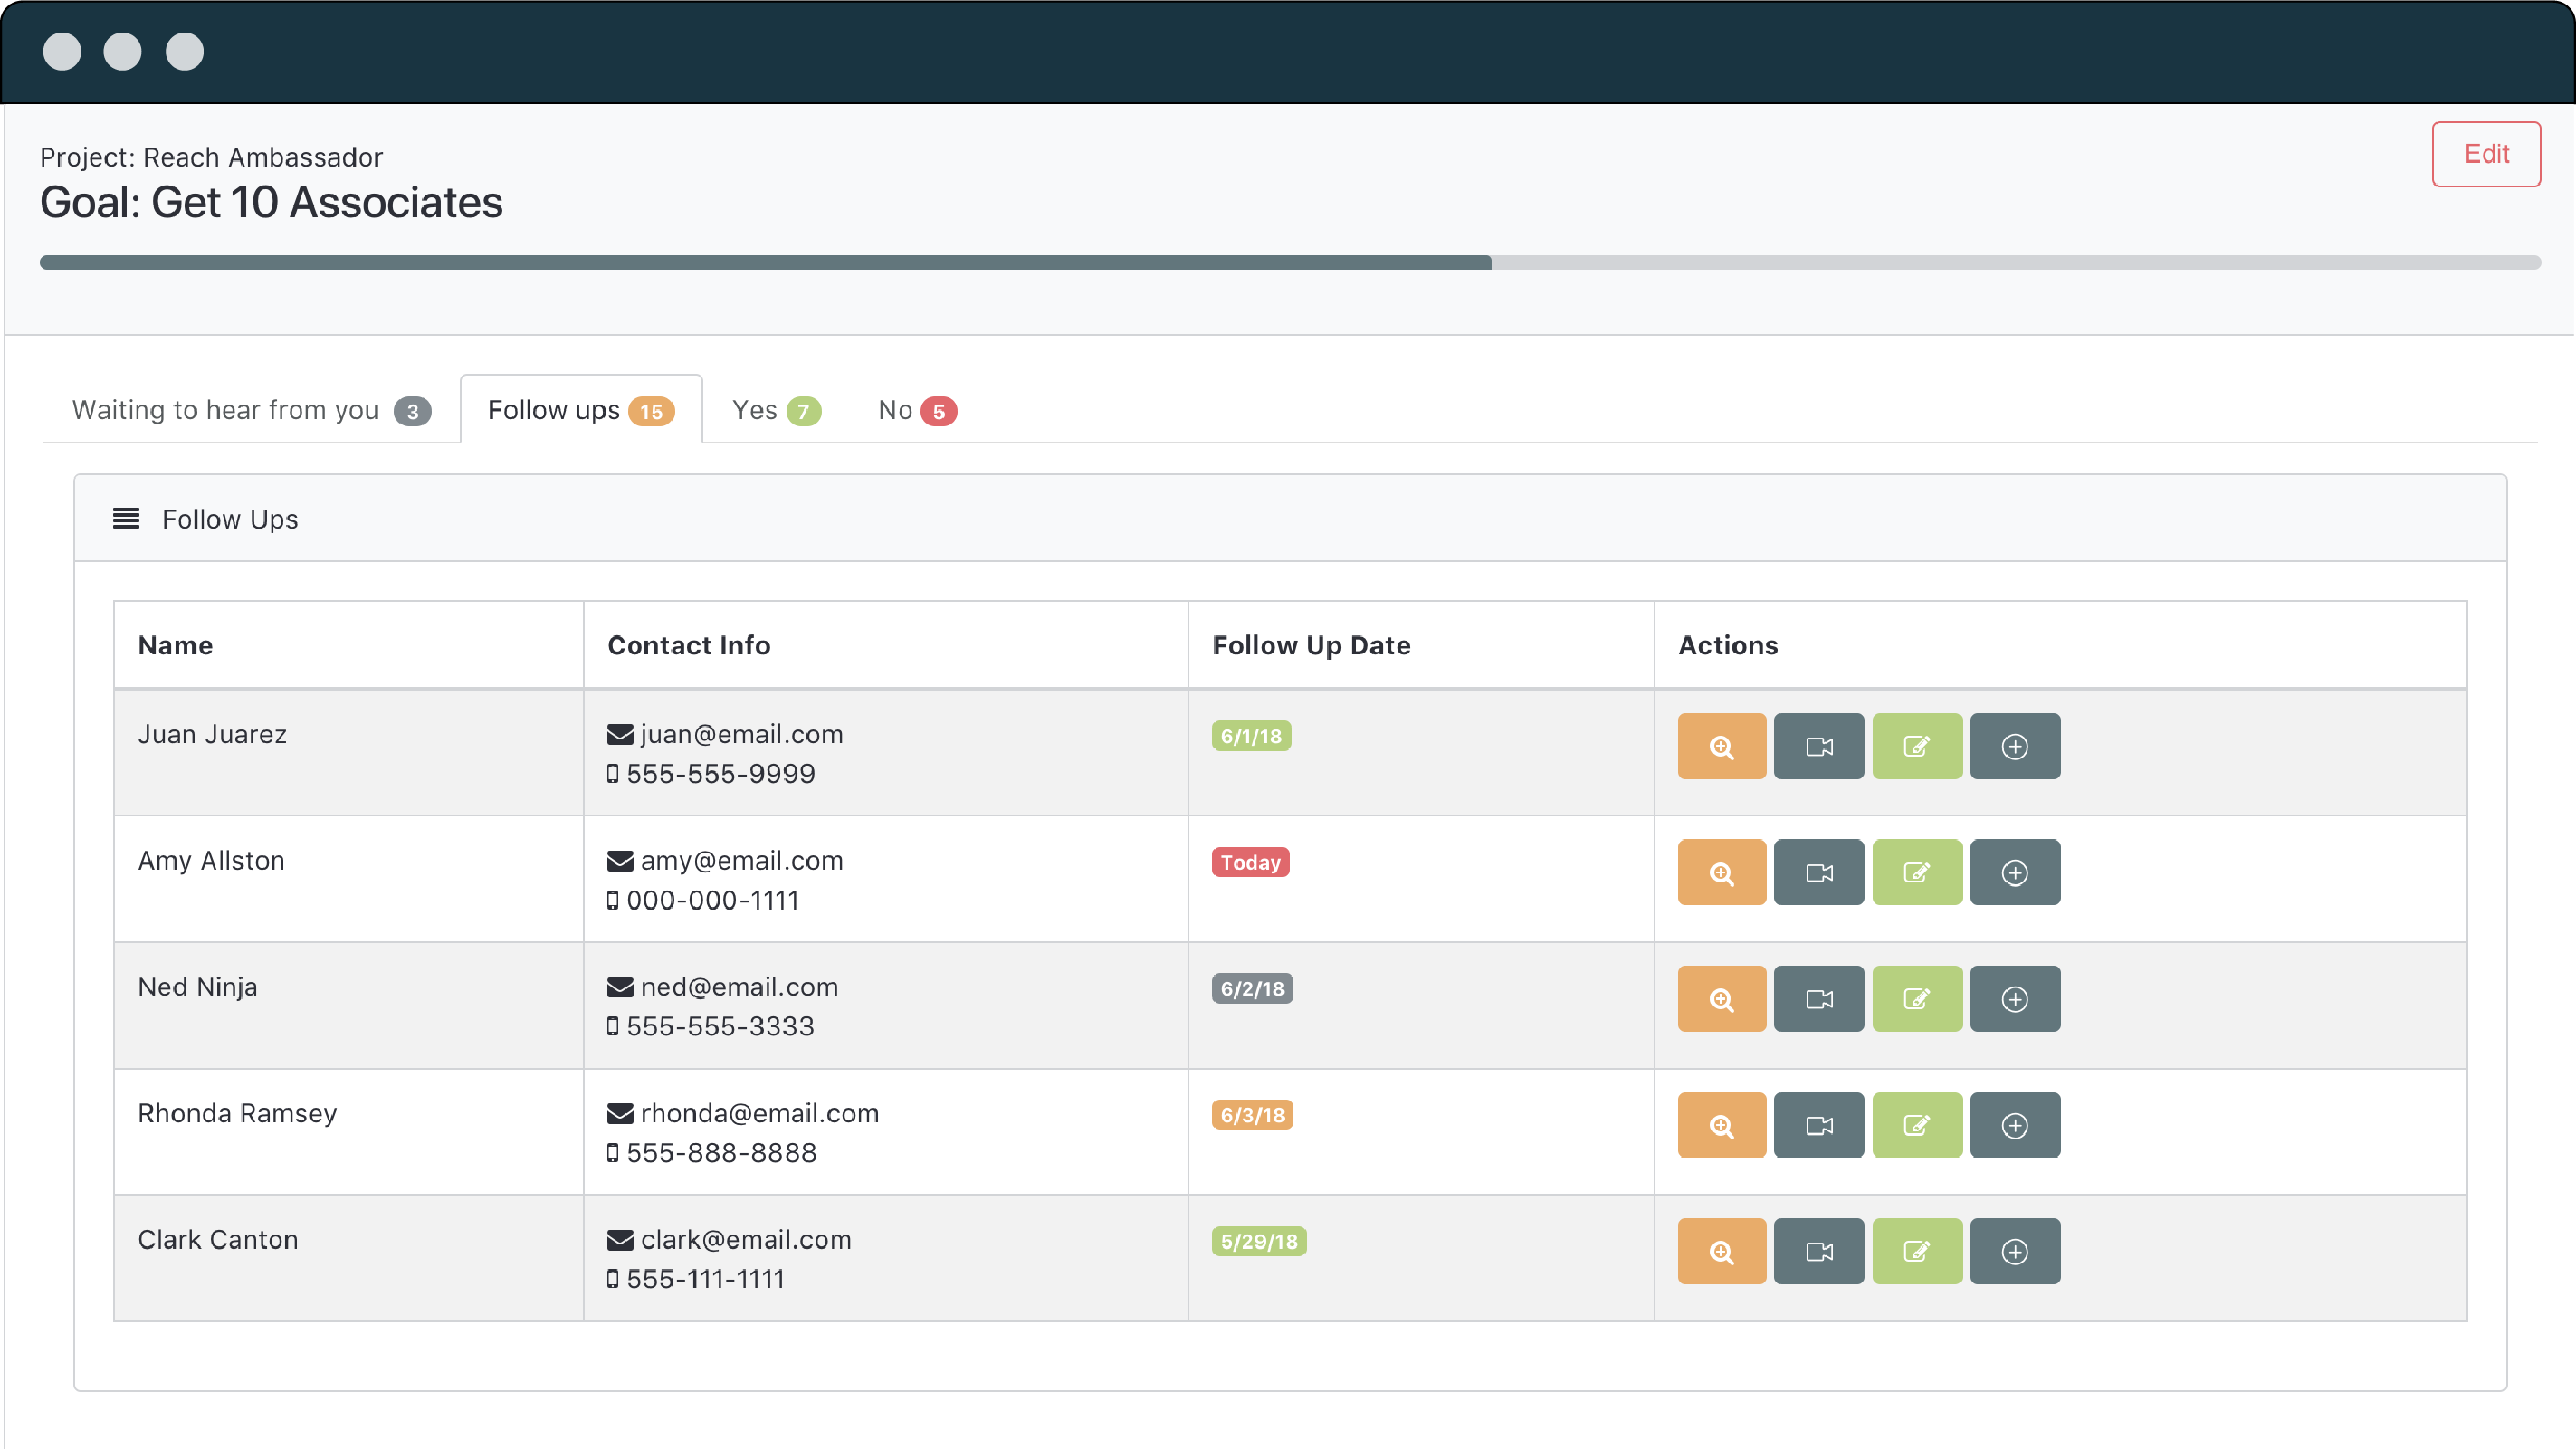 Project: Reach Ambassador
Edit
Goal: Get 10 Associates
Waiting to hear from you 3 Follow ups 15 Yes 7 No 5
Follow Ups
Name Contact Info Follow Up Date Actions
Juan Juarez juan@email.com 6/1/18
555-555-9999
Amy Allston amy@email.com Today
000-000-1111
Ned Ninja ned@email.com 6/2/18
555-555-3333
Rhonda Ramsey rhonda@email.com 6/3/18
555-888-8888
Clark Canton clark@email.com 5/29/18
555-111-1111